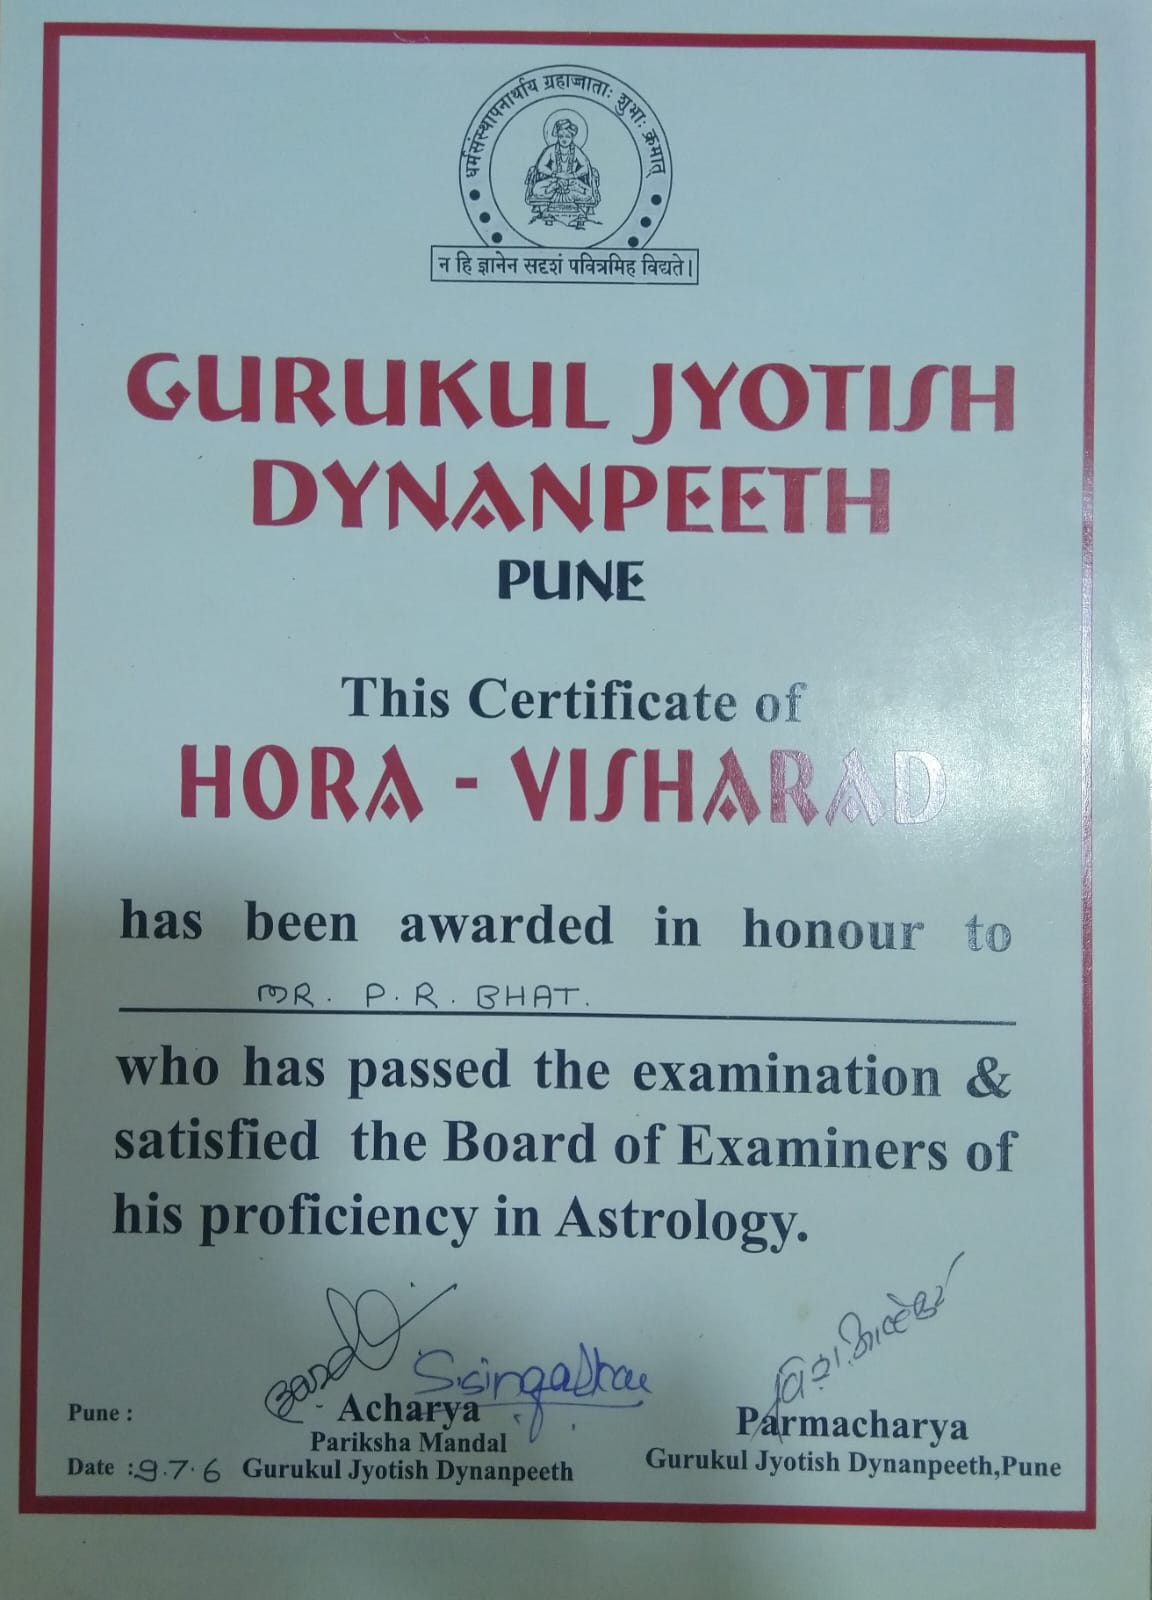 धर्मसंस्थापनार्थाय ग्रहाज्जाताः शुभाः क्रमात्
न हि ज्ञानेन सदृशं पवित्रमिह विद्यते।
GURUKUL JYOTISH
DYNANPEETH
PUNE
This Certificate of
HORA - VISHARAD
has been awarded in honour to
MR. P. R. BHAT.
who has passed the examination &
satisfied the Board of Examiners of
his proficiency in Astrology.
Pune :
Acharya
Pariksha Mandal
Date : 9.7.6 Gurukul Jyotish Dynanpeeth
Parmacharya
Gurukul Jyotish Dynanpeeth,Pune